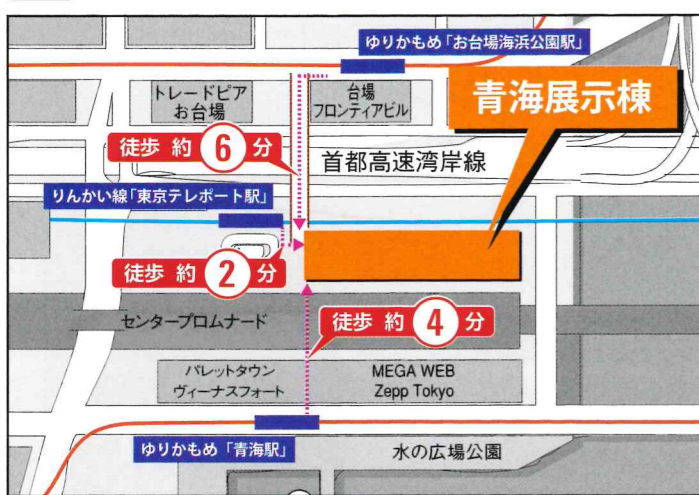 ゆりかもめ「お台場海浜公園駅」
トレードピア
お台場
台場
フロンティアビル
青海展示棟
徒歩 約 6 分
首都高速湾岸線
りんかい線「東京テレポート駅」
徒歩 約 2 分
センタープロムナード
徒歩 約 4 分
パレットタウン
ヴィーナスフォート
MEGA WEB
Zepp Tokyo
ゆりかもめ「青海駅」
水の広場公園